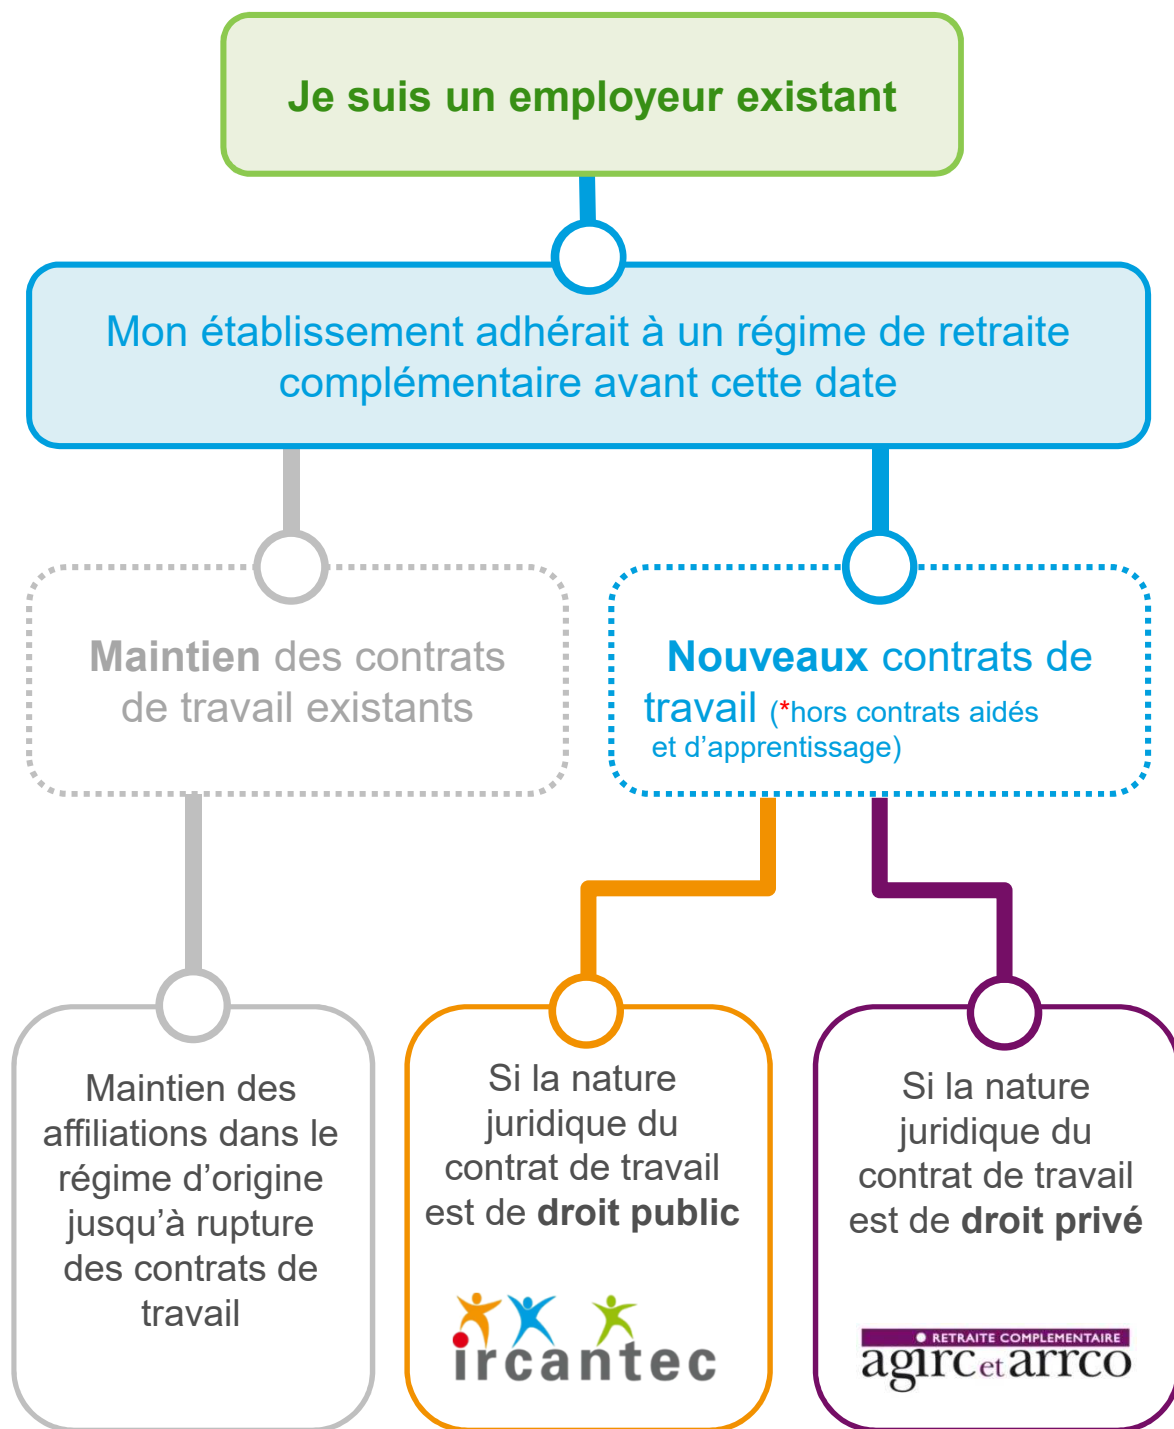 Je suis un employeur existant
Mon établissement adhérait à un régime de retraite
complémentaire avant cette date
Maintien des contrats
de travail existants
Nouveaux contrats de
travail (*hors contrats aidés
et d’apprentissage)
Maintien des
affiliations dans le
régime d’origine
jusqu’à rupture
des contrats de
travail
Si la nature
juridique du
contrat de travail
est de droit public
ircantec
Si la nature
juridique du
contrat de travail
est de droit privé
RETRAITE COMPLEMENTAIRE
agirc et arrco